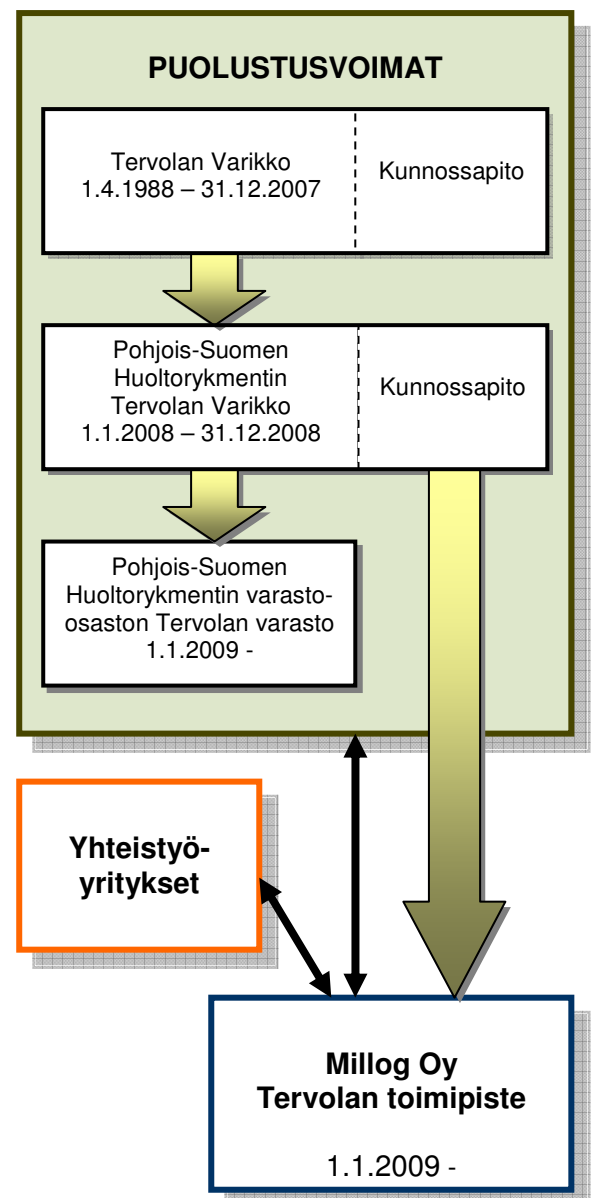 PUOLUSTUSVOIMAT
Tervolan Varikko
1.4.1988 – 31.12.2007
Kunnossapito
Pohjois-Suomen
Huoltorykmentin
Tervolan Varikko
1.1.2008 – 31.12.2008
Kunnossapito
Pohjois-Suomen
Huoltorykmentin varasto-
osaston Tervolan varasto
1.1.2009 -
Yhteistyö-
yritykset
Millog Oy
Tervolan toimipiste
1.1.2009 -